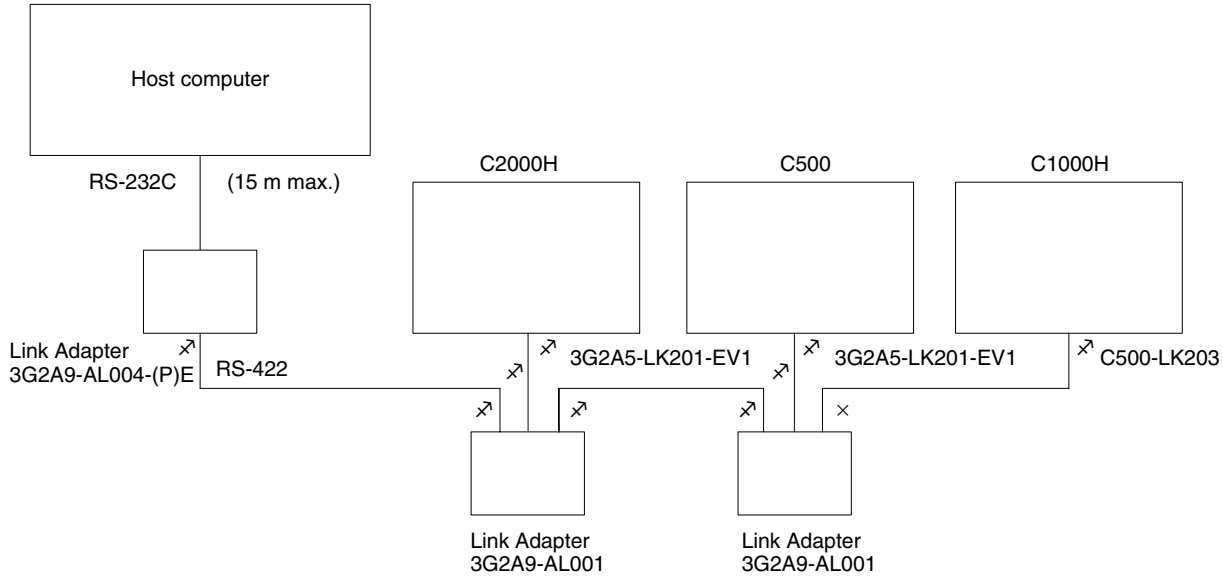 Host computer
RS-232C (15 m max.)
C2000H
C500
C1000H
Link Adapter
3G2A9-AL004-(P)E
RS-422
3G2A5-LK201-EV1
3G2A5-LK201-EV1
C500-LK203
Link Adapter
3G2A9-AL001
Link Adapter
3G2A9-AL001